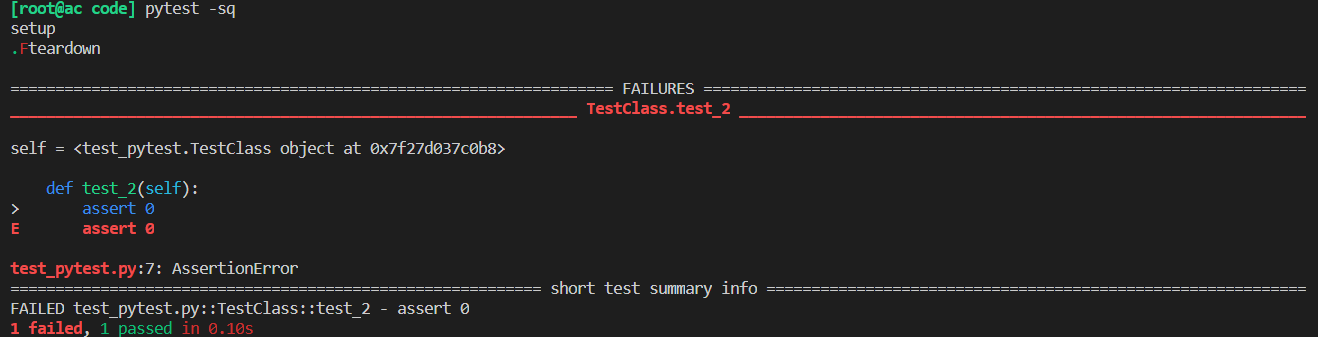 [root@ac code] pytest -sq
setup
.Fteardown
=================================================================== FAILURES ===================================================================
_______________________________________________________________ TestClass.test_2 _______________________________________________________________
self = <test_pytest.TestClass object at 0x7f27d037c0b8>
    def test_2(self):
>       assert 0
E       assert 0
test_pytest.py:7: AssertionError
=========================================================== short test summary info ============================================================
FAILED test_pytest.py::TestClass::test_2 - assert 0
1 failed, 1 passed in 0.10s